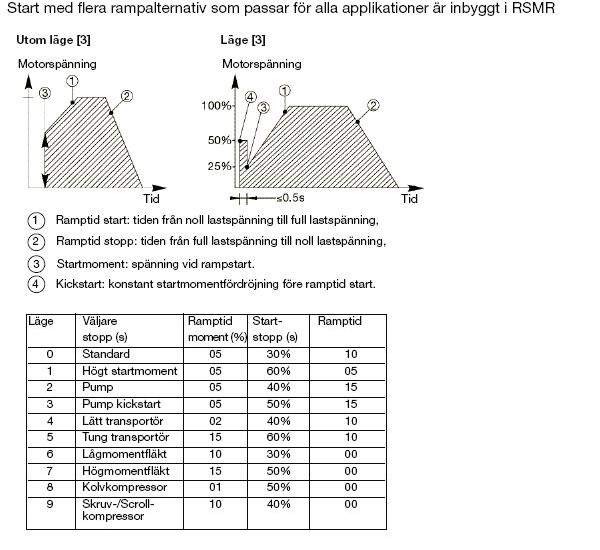 Start med flera rampalternativ som passar för alla applikationer är inbyggt i RSMR
Utom läge [3]
Läge [3]
Motorspänning
Motorspänning
3
1
2
4
3
1
2
100%
50%
25%
Tid
≤0.5s
Tid
1 Ramptid start: tiden från noll lastspänning till full lastspänning,
2 Ramptid stopp: tiden från full lastspänning till noll lastspänning,
3 Startmoment: spänning vid rampstart.
4 Kickstart: konstant startmomentfördröjning före ramptid start.
Läge Väljare Ramptid Start- Ramptid
stopp (s) moment (%) stopp (s)
0 Standard 05 30% 10
1 Högt startmoment 05 60% 05
2 Pump 05 40% 15
3 Pump kickstart 05 50% 15
4 Lätt transportör 02 40% 10
5 Tung transportör 15 60% 10
6 Lågmomentfläkt 10 30% 00
7 Högmomentfläkt 15 50% 00
8 Kolvkompressor 01 50% 00
9 Skruv-/Scroll- 10 40% 00
kompressor